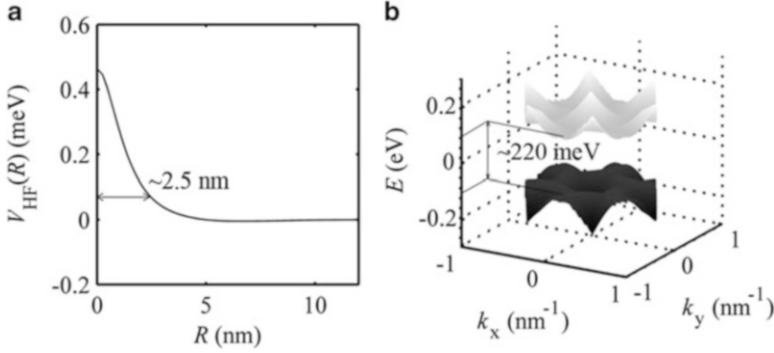 a
0.6
0.4
0.2
0
-0.2
V_HF(R) (meV)
~2.5 nm
0
5
10
R (nm)
b
0.2
0
-0.2
E (eV)
~220 meV
-1
0
1
k_x (nm^-1)
-1
0
1
k_y (nm^-1)